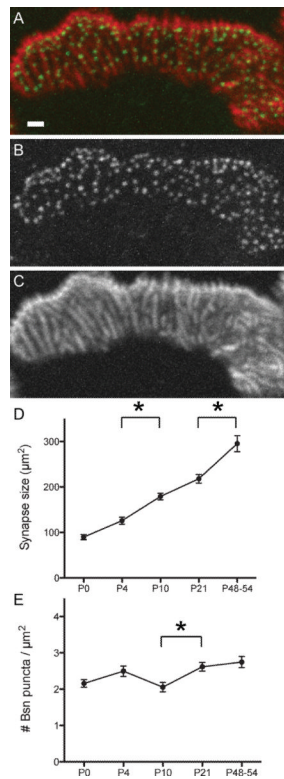 A
B
C
D
* *
300
200
100
0
Synapse size (µm²)
P0 P4 P10 P21 P48-54
E
*
4
3
2
1
0
# Bsn puncta / µm²
P0 P4 P10 P21 P48-54